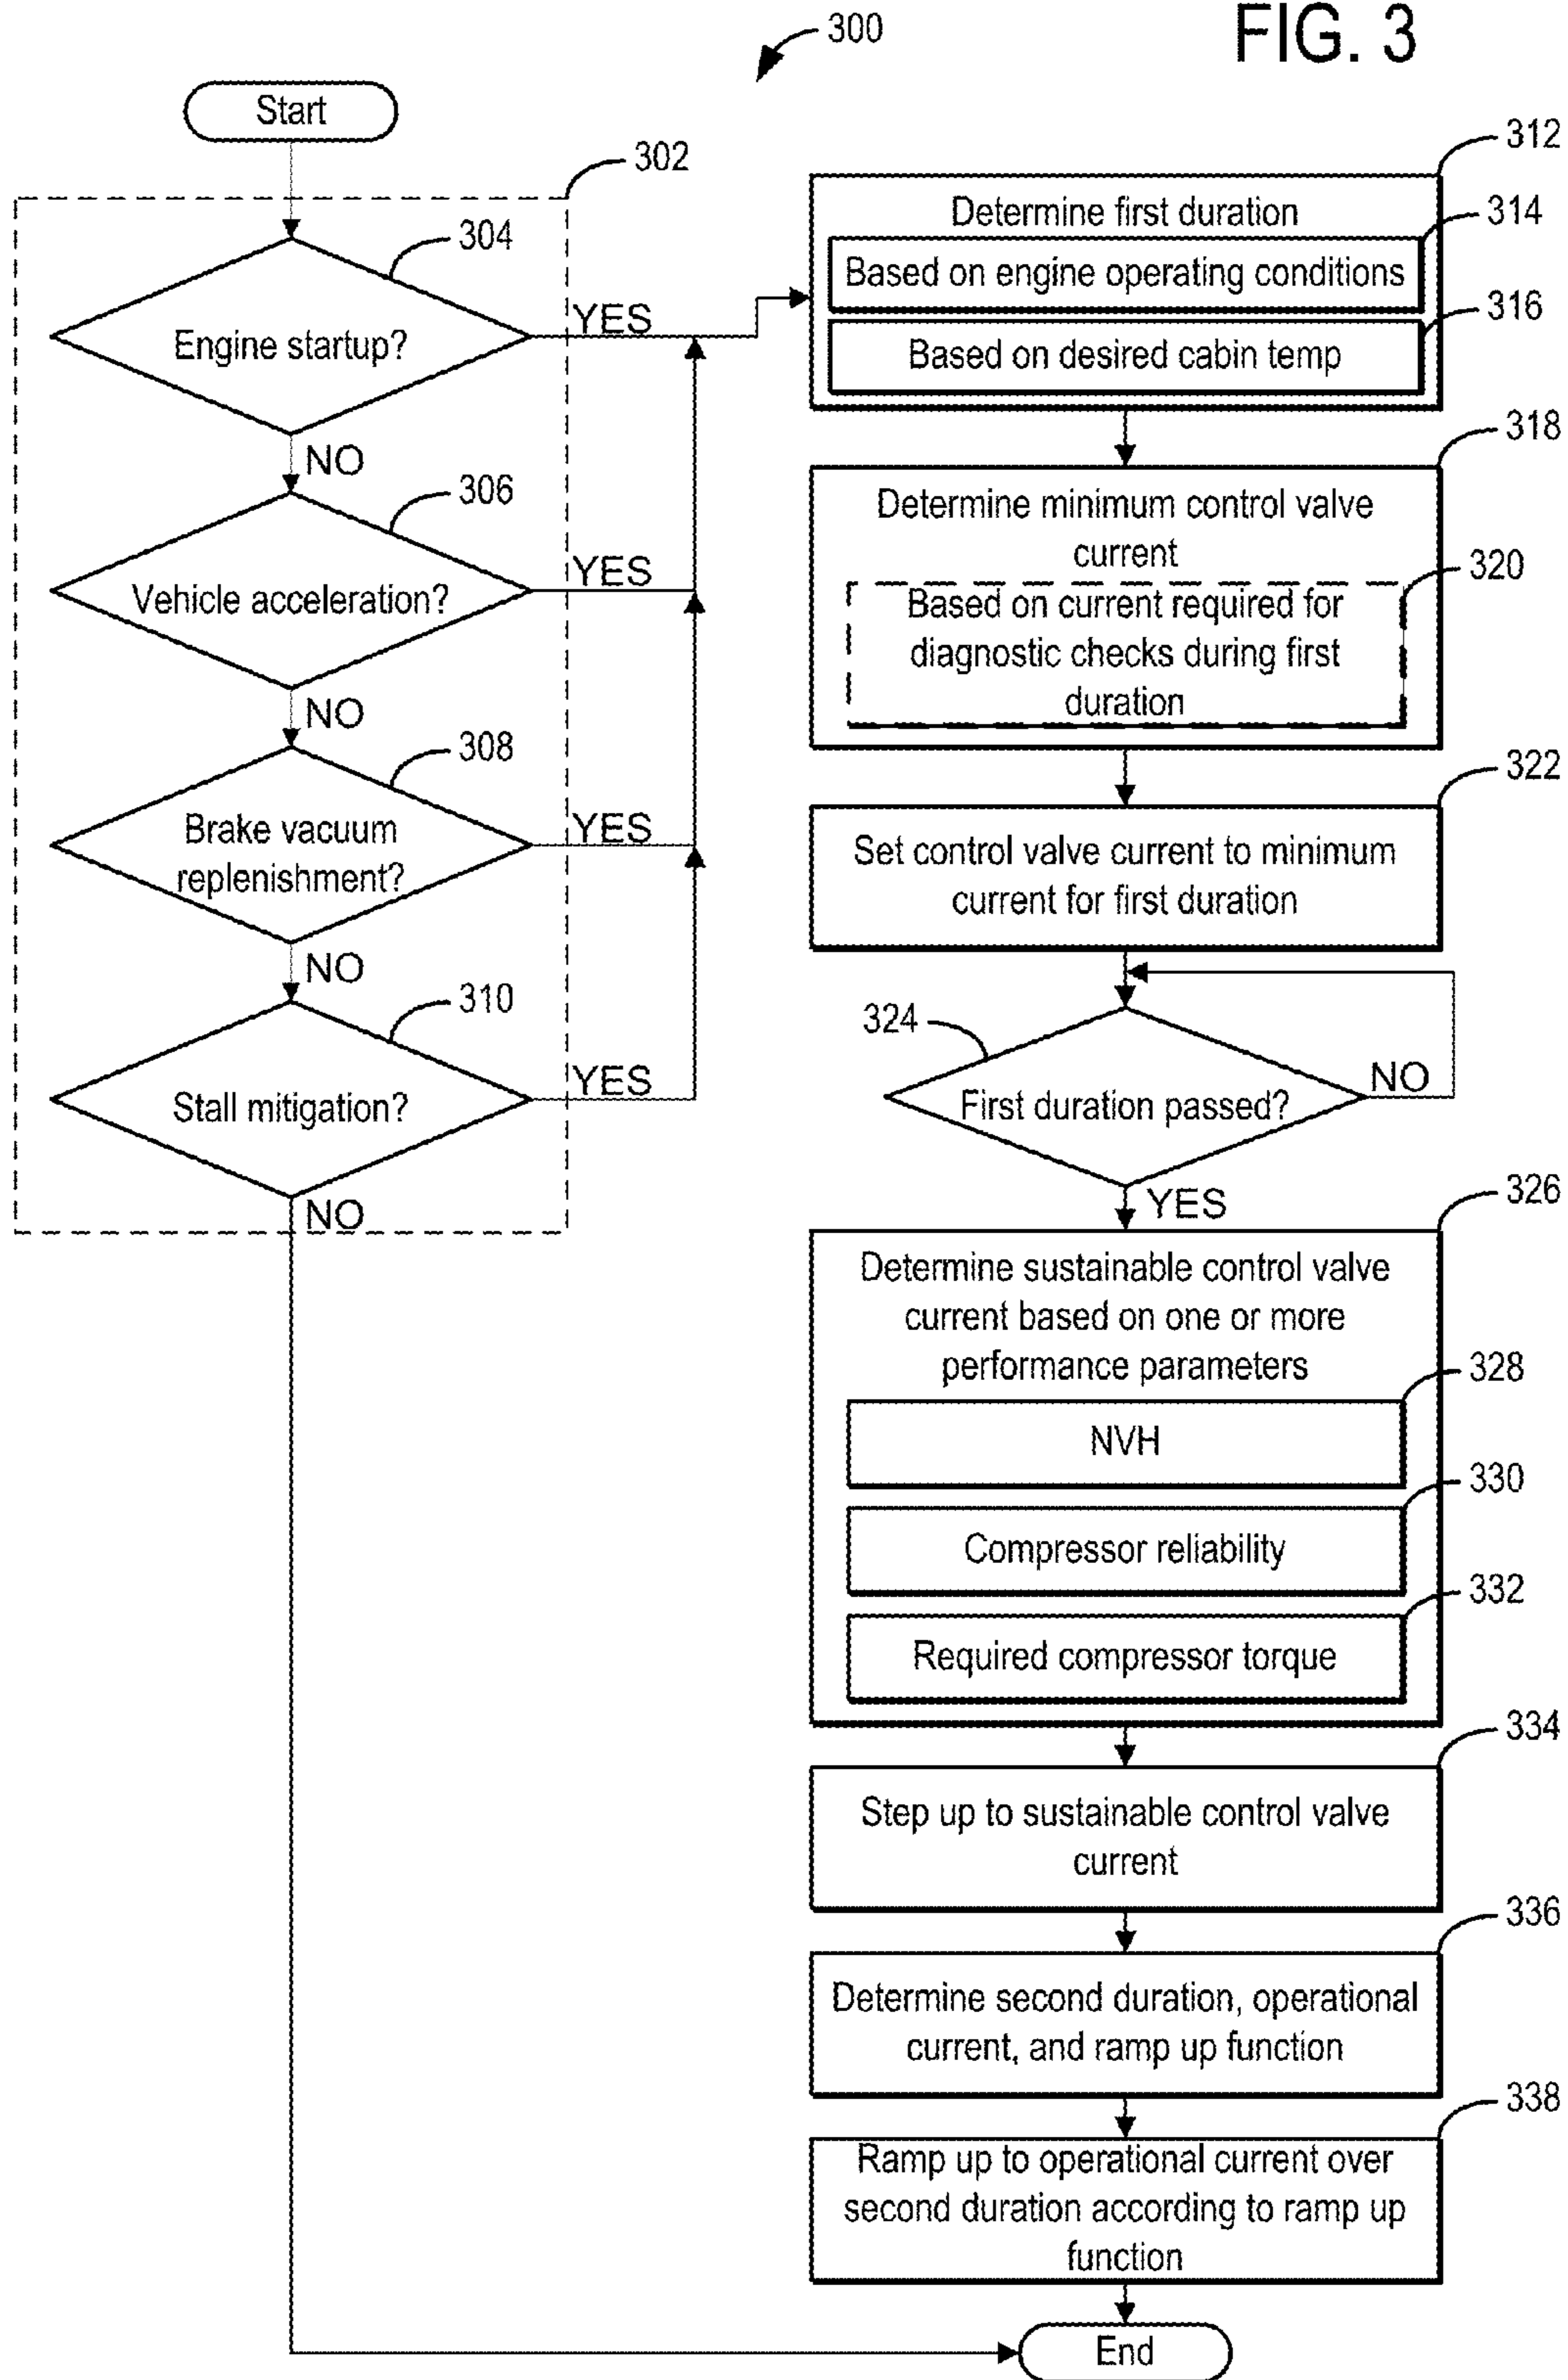 FIG. 3
300
Start
302
304
Engine startup?
YES
NO
306
Vehicle acceleration?
YES
NO
308
Brake vacuum
replenishment?
YES
NO
310
Stall mitigation?
YES
NO
312
Determine first duration
314
Based on engine operating conditions
316
Based on desired cabin temp
318
Determine minimum control valve
current
320
Based on current required for
diagnostic checks during first
duration
322
Set control valve current to minimum
current for first duration
324
First duration passed?
NO
YES
326
Determine sustainable control valve
current based on one or more
performance parameters
328
NVH
330
Compressor reliability
332
Required compressor torque
334
Step up to sustainable control valve
current
336
Determine second duration, operational
current, and ramp up function
338
Ramp up to operational current over
second duration according to ramp up
function
End